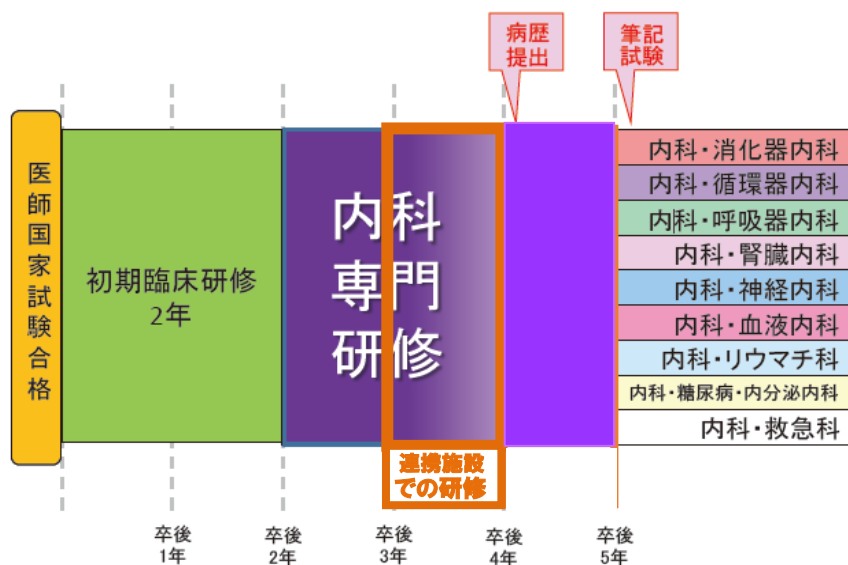 病歴
提出
筆記
試験
医師国家試験合格
初期臨床研修
2年
内科
専門
研修
連携施設
での研修
内科・消化器内科
内科・循環器内科
内科・呼吸器内科
内科・腎臓内科
内科・神経内科
内科・血液内科
内科・リウマチ科
内科・糖尿病・内分泌内科
内科・救急科
卒後
1年
卒後
2年
卒後
3年
卒後
4年
卒後
5年